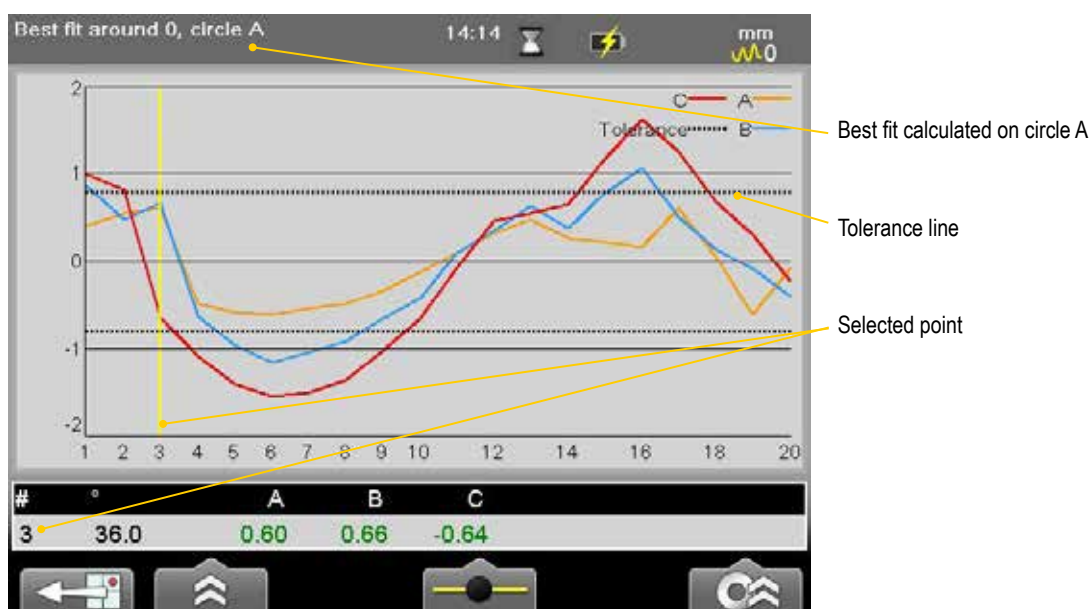 Best fit around 0, circle A
14:14
mm
0
2
1
0
-1
-2
C A
Tolerance B
1 2 3 4 5 6 7 8 9 10 12 14 16 18 20
# ° A B C
3 36.0 0.60 0.66 -0.64
Best fit calculated on circle A
Tolerance line
Selected point